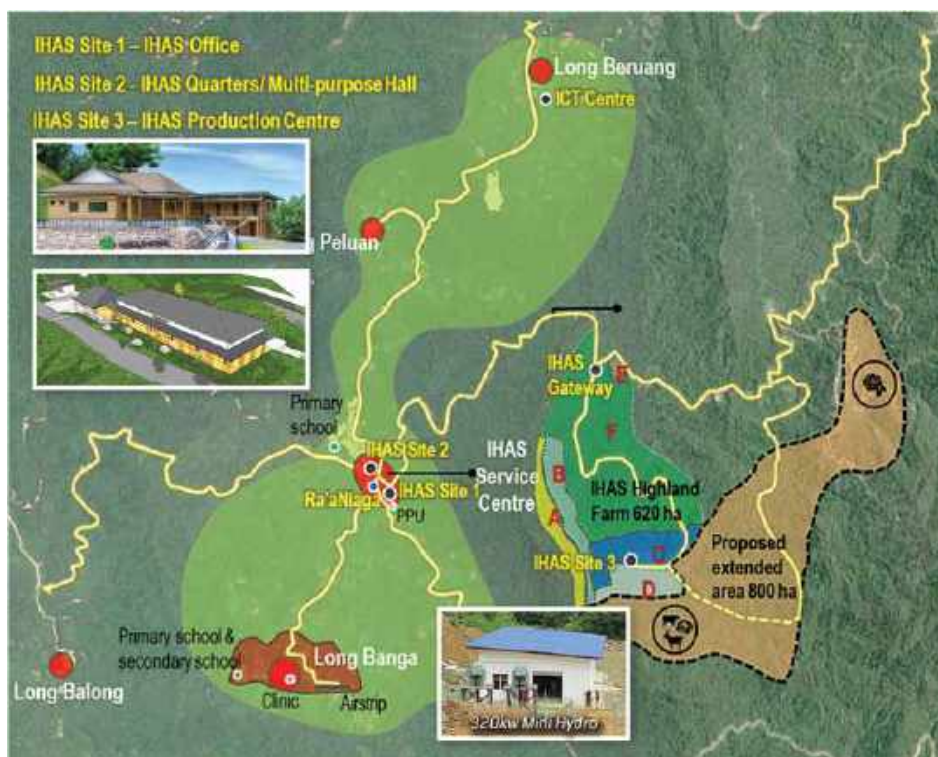 IHAS Site 1 – IHAS Office
IHAS Site 2 - IHAS Quarters/ Multi-purpose Hall
IHAS Site 3 – IHAS Production Centre
Long Beruang
ICT Centre
Peluan
IHAS
Gateway
E
F
Primary
school
IHAS Site 2
IHAS
Service
Centre
B
A
Ra'aNiaga
IHAS Site 1
PPU
IHAS Highland
Farm 620 ha
IHAS Site 3
C
D
Proposed
extended
area 800 ha
Primary school &
secondary school
Long Banga
Clinic
Airstrip
Long Balong
320kw Mini Hydro